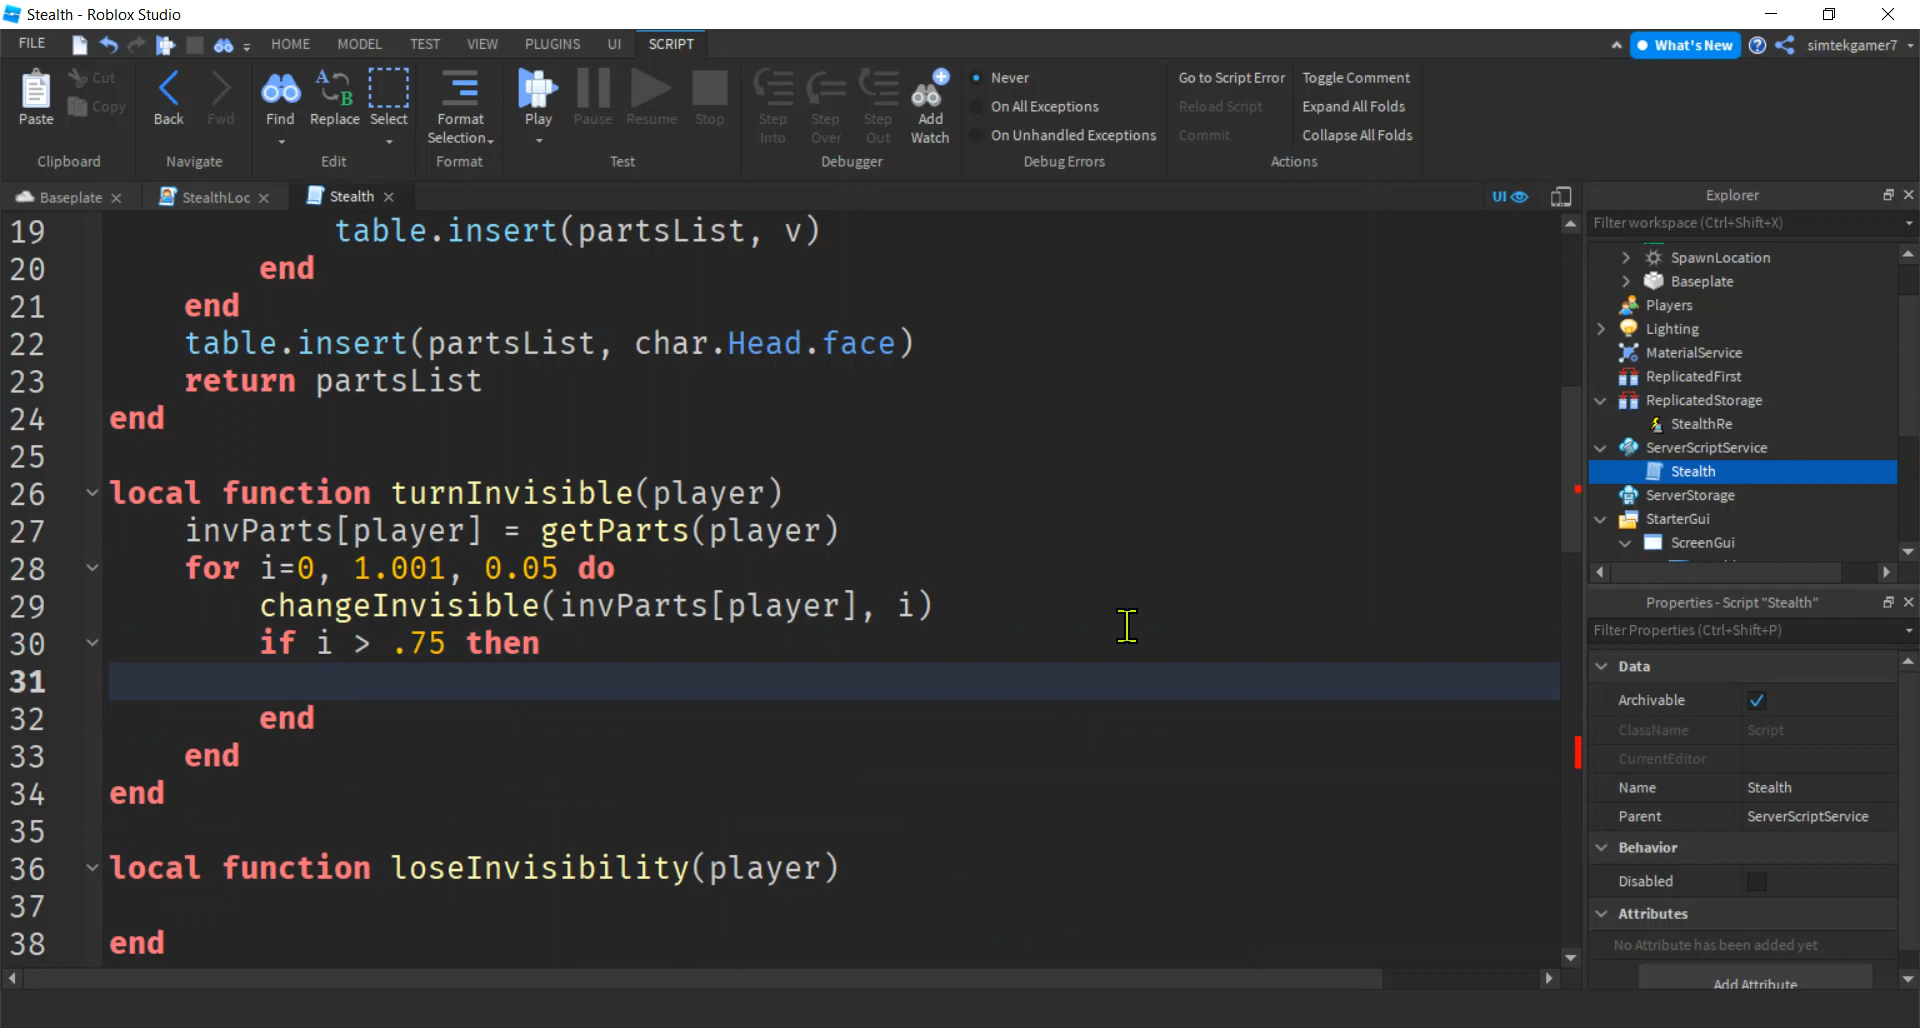 Stealth - Roblox Studio
FILE HOME MODEL TEST VIEW PLUGINS UI SCRIPT What's New simtekgamer7
Paste Cut Copy Back Fwd Find Replace Select Format Selection Play Pause Resume Stop Step Into Step Over Step Out Add Watch
Never
On All Exceptions
On Unhandled Exceptions
Go to Script Error Toggle Comment
Reload Script Expand All Folds
Commit Collapse All Folds
Clipboard Navigate Edit Format Test Debugger Debug Errors Actions
Baseplate StealthLoc Stealth UI
19 table.insert(partsList, v)
20 end
21 end
22 table.insert(partsList, char.Head.face)
23 return partsList
24 end
25
26 local function turnInvisible(player)
27 invParts[player] = getParts(player)
28 for i=0, 1.001, 0.05 do
29 changeInvisible(invParts[player], i)
30 if i > .75 then
31
32 end
33 end
34 end
35
36 local function loseInvisibility(player)
37
38 end
Explorer
Filter workspace (Ctrl+Shift+X)
SpawnLocation
Baseplate
Players
Lighting
MaterialService
ReplicatedFirst
ReplicatedStorage
StealthRe
ServerScriptService
Stealth
ServerStorage
StarterGui
ScreenGui
Properties - Script "Stealth"
Filter Properties (Ctrl+Shift+P)
Data
Archivable
ClassName Script
CurrentEditor
Name Stealth
Parent ServerScriptService
Behavior
Disabled
Attributes
No Attribute has been added yet
Add Attribute